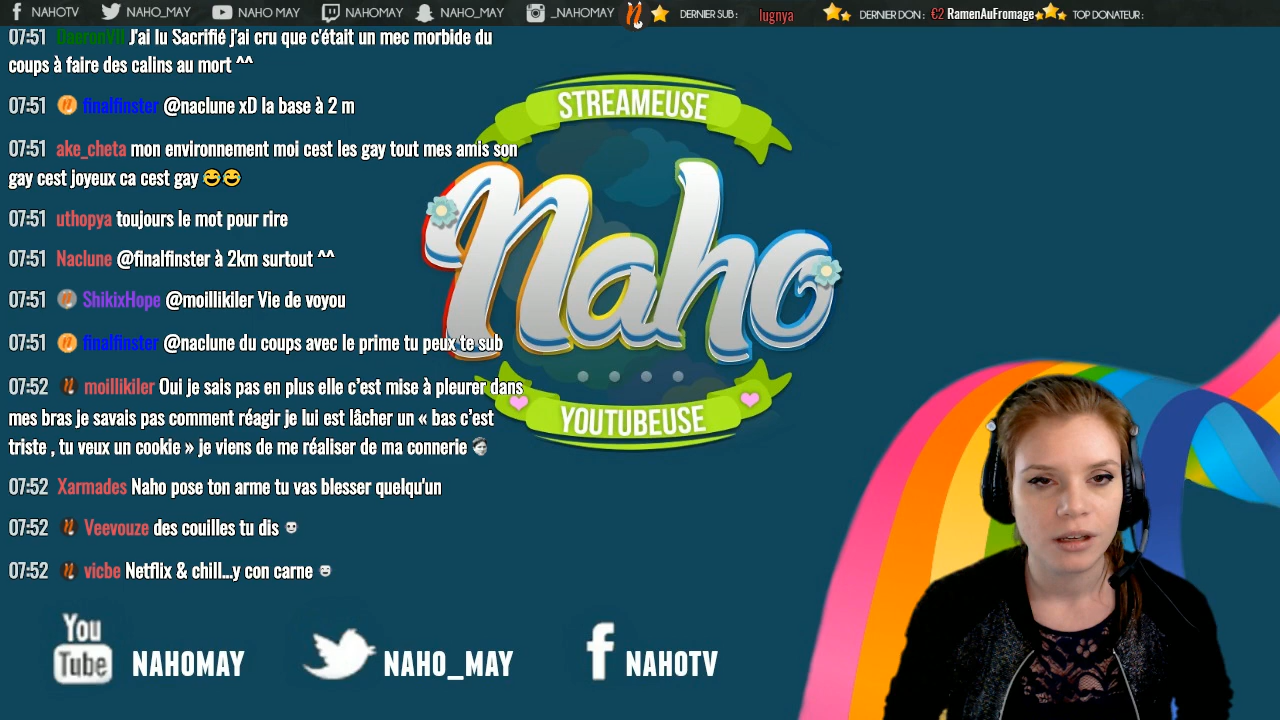 NAHOTV NAHO_MAY NAHO MAY NAHOMAY NAHO_MAY _NAHOMAY DERNIER SUB : lugnya DERNIER DON : €2 RamenAuFromage TOP DONATEUR :
07:51 DaeronVII J'ai lu Sacrifié j'ai cru que c'était un mec morbide du
coups à faire des calins au mort ^^
07:51 finalfinster @naclune xD la base à 2 m
07:51 ake_cheta mon environnement moi cest les gay tout mes amis son
gay cest joyeux ca cest gay 😂😂
07:51 uthopya toujours le mot pour rire
07:51 Naclune @finalfinster à 2km surtout ^^
07:51 ShikixHope @moillikiler Vie de voyou
07:51 finalfinster @naclune du coups avec le prime tu peux te sub
07:52 moillikiler Oui je sais pas en plus elle c'est mise à pleurer dans
mes bras je savais pas comment réagir je lui est lâcher un « bas c'est
triste , tu veux un cookie » je viens de me réaliser de ma connerie
07:52 Xarmades Naho pose ton arme tu vas blesser quelqu'un
07:52 Veevouze des couilles tu dis
07:52 vicbe Netflix & chill...y con carne
STREAMEUSE
Naho
YOUTUBEUSE
You
Tube NAHOMAY NAHO_MAY NAHOTV